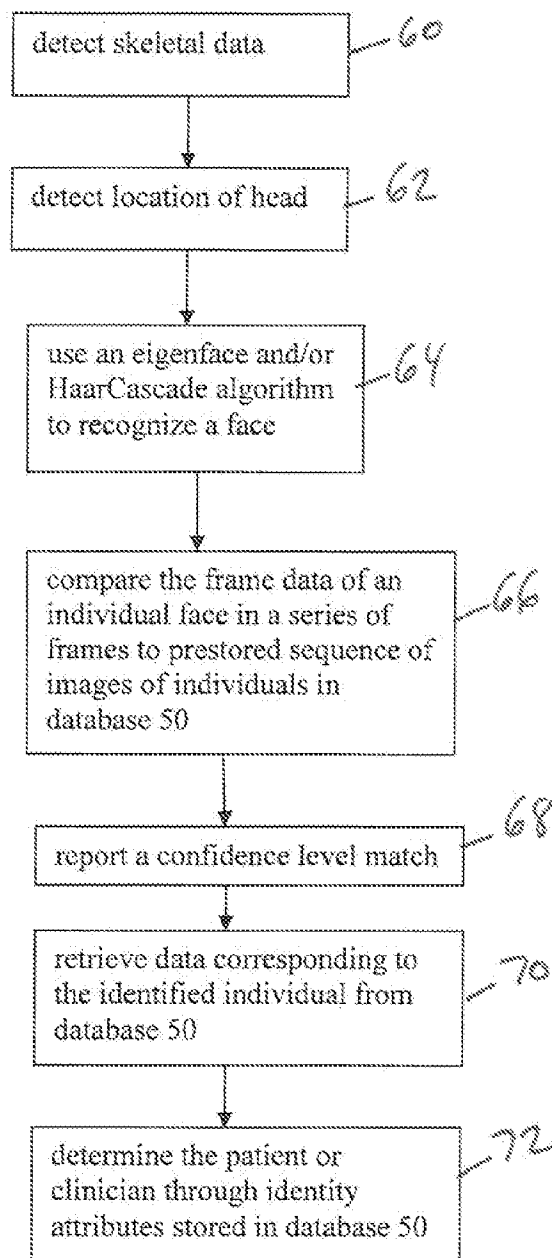 detect skeletal data
60
detect location of head
62
use an eigenface and/or
HaarCascade algorithm
to recognize a face
64
compare the frame data of an
individual face in a series of
frames to prestored sequence of
images of individuals in
database 50
66
report a confidence level match
68
retrieve data corresponding to
the identified individual from
database 50
70
determine the patient or
clinician through identity
attributes stored in database 50
72